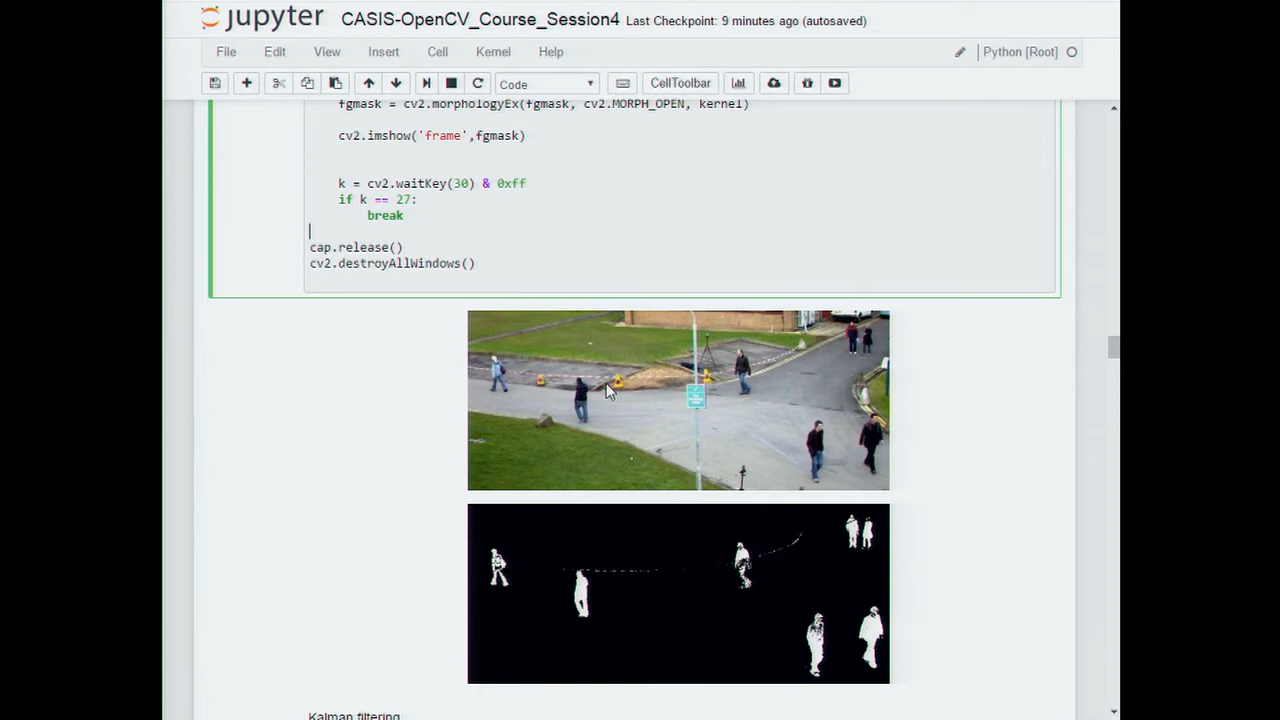 jupyter CASIS-OpenCV_Course_Session4 Last Checkpoint: 9 minutes ago (autosaved)
File Edit View Insert Cell Kernel Help Python [Root]
Code CellToolbar
fgmask = cv2.morphologyEx(fgmask, cv2.MORPH_OPEN, kernel)
cv2.imshow('frame',fgmask)
k = cv2.waitKey(30) & 0xff
if k == 27:
break
cap.release()
cv2.destroyAllWindows()
Kalman filtering